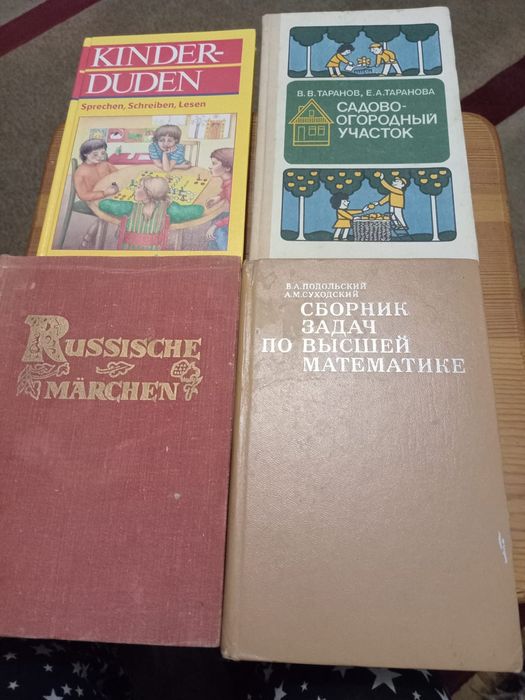 KINDER-
DUDEN
Sprechen, Schreiben, Lesen
В. В. ТАРАНОВ, Е. А. ТАРАНОВА
САДОВО-
ОГОРОДНЫЙ
УЧАСТОК
RUSSISCHE
MÄRCHEN
В.А.ПОДОЛЬСКИЙ
А.М.СУХОДСКИЙ
СБОРНИК
ЗАДАЧ
ПО ВЫСШЕЙ
МАТЕМАТИКЕ